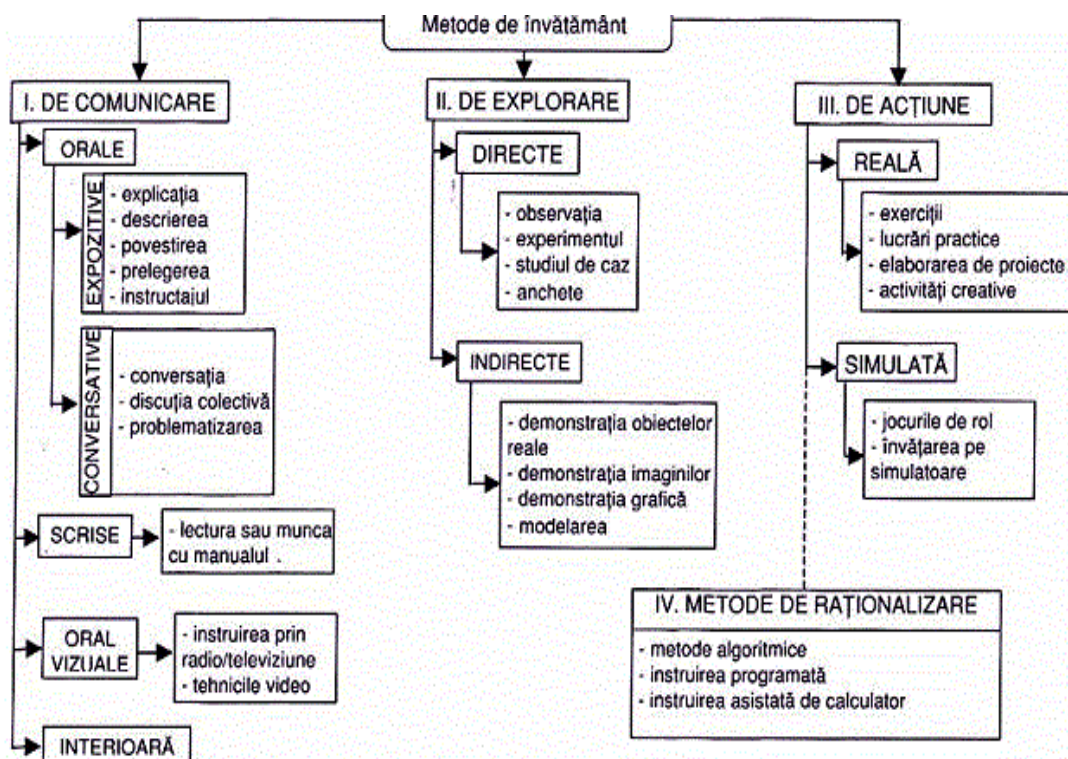 Metode de învătământ
I. DE COMUNICARE
ORALE
EXPOZITIVE
- explicația
- descrierea
- povestirea
- prelegerea
- instructajul
CONVERSATIVE
- conversația
- discuția colectivă
- problematizarea
SCRISE
- lectura sau munca
cu manualul .
ORAL
VIZUALE
- instruirea prin
radio/televiziune
- tehnicile video
INTERIOARĂ
II. DE EXPLORARE
DIRECTE
- observația
- experimentul
- studiul de caz
- anchete
INDIRECTE
- demonstrația obiectelor
reale
- demonstrația imaginilor
- demonstrația grafică
- modelarea
III. DE ACȚIUNE
REALĂ
- exerciții
- lucrări practice
- elaborarea de proiecte
- activități creative
SIMULATĂ
- jocurile de rol
- învățarea pe
simulatoare
IV. METODE DE RAȚIONALIZARE
- metode algoritmice
- instruirea programată
- instruirea asistată de calculator